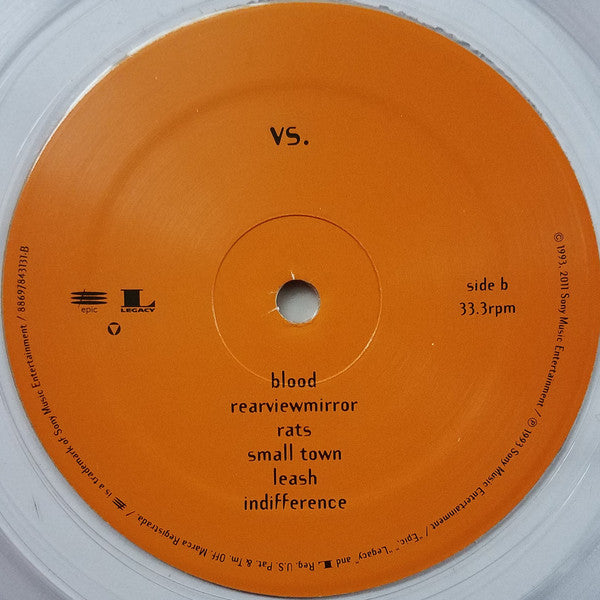 vs.
epic
L
LEGACY
V
side b
33.3rpm
blood
rearviewmirror
rats
small town
leash
indifference
© 1993, 2011 Sony Music Entertainment / ℗ 1993 Sony Music Entertainment / "Epic," "Legacy" and L Reg. U.S. Pat. & Tm. Off. Marca Registrada. / is a trademark of Sony Music Entertainment / 88697843131.B